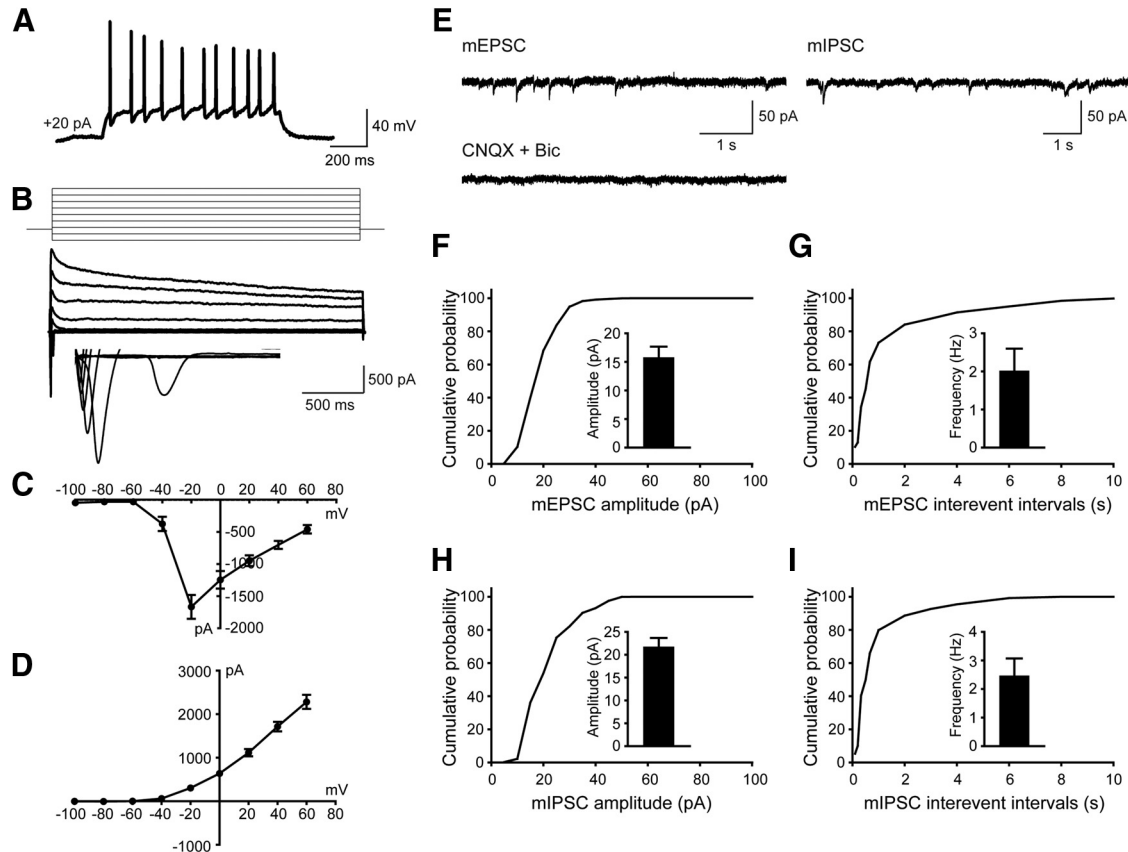 A
+20 pA
40 mV
200 ms
B
500 pA
500 ms
C
-100 -80 -60 -40 -20 0 20 40 60 80
mV
-500
-1000
-1500
pA -2000
D
3000 pA
2000
1000
mV
-100 -80 -60 -40 -20 0 20 40 60 80
-1000
E
mEPSC
50 pA
1 s
mIPSC
50 pA
1 s
CNQX + Bic
F
Cumulative probability
100
80
60
40
20
0
0 20 40 60 80 100
mEPSC amplitude (pA)
Amplitude (pA)
20
15
10
5
0
G
Cumulative probability
100
80
60
40
20
0
0 2 4 6 8 10
mEPSC interevent intervals (s)
Frequency (Hz)
3
2
1
0
H
Cumulative probability
100
80
60
40
20
0
0 20 40 60 80 100
mIPSC amplitude (pA)
Amplitude (pA)
25
20
15
10
5
0
I
Cumulative probability
100
80
60
40
20
0
0 2 4 6 8 10
mIPSC interevent intervals (s)
Frequency (Hz)
4
3
2
1
0